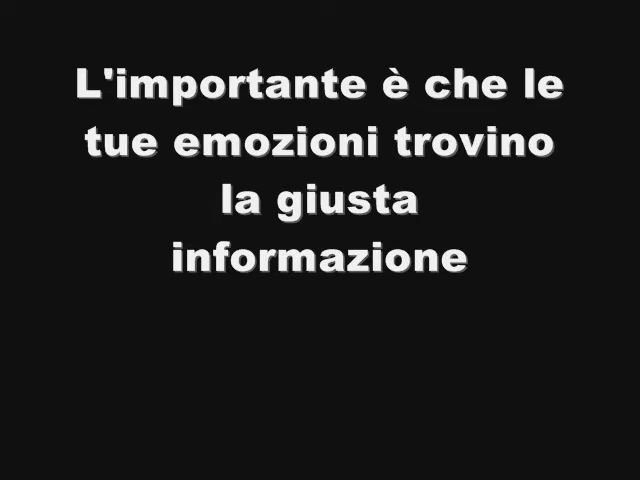 L'importante è che le
tue emozioni trovino
la giusta
informazione